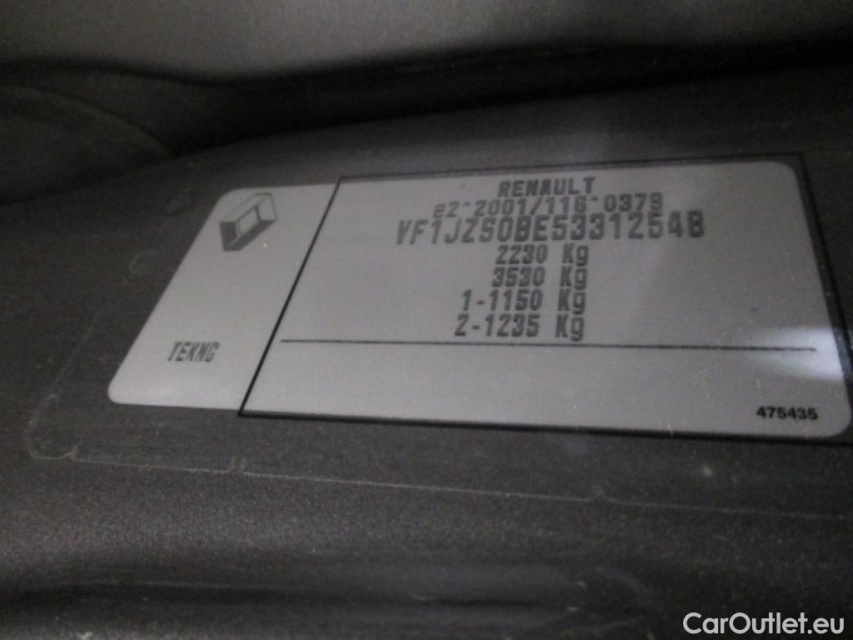 RENAULT
e2*2001/116*0379
VF1JZS0BE53312548
2230 Kg
3530 Kg
1-1150 Kg
2-1235 Kg
TEKNG
475435
CarOutlet.eu